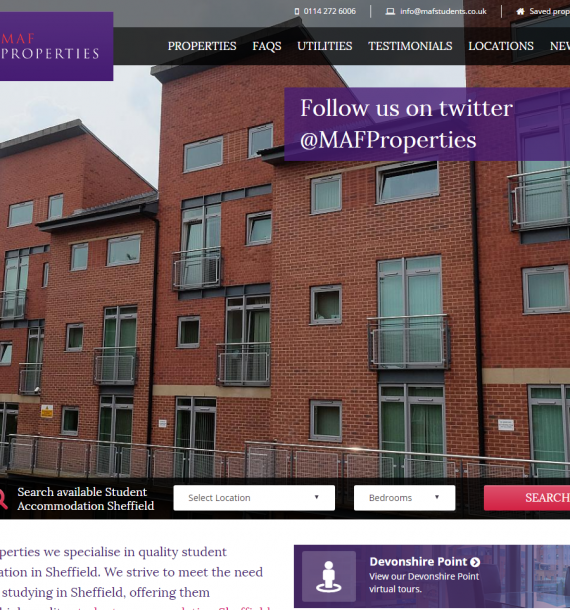 0114 272 6006
info@mafstudents.co.uk
Saved prop
MAF
PROPERTIES
PROPERTIES FAQS UTILITIES TESTIMONIALS LOCATIONS NEW
Follow us on twitter
@MAFProperties
Search available Student
Accommodation Sheffield
Select Location
Bedrooms
SEARCH
perties we specialise in quality student
ation in Sheffield. We strive to meet the need
studying in Sheffield, offering them
Devonshire Point
View our Devonshire Point
virtual tours.